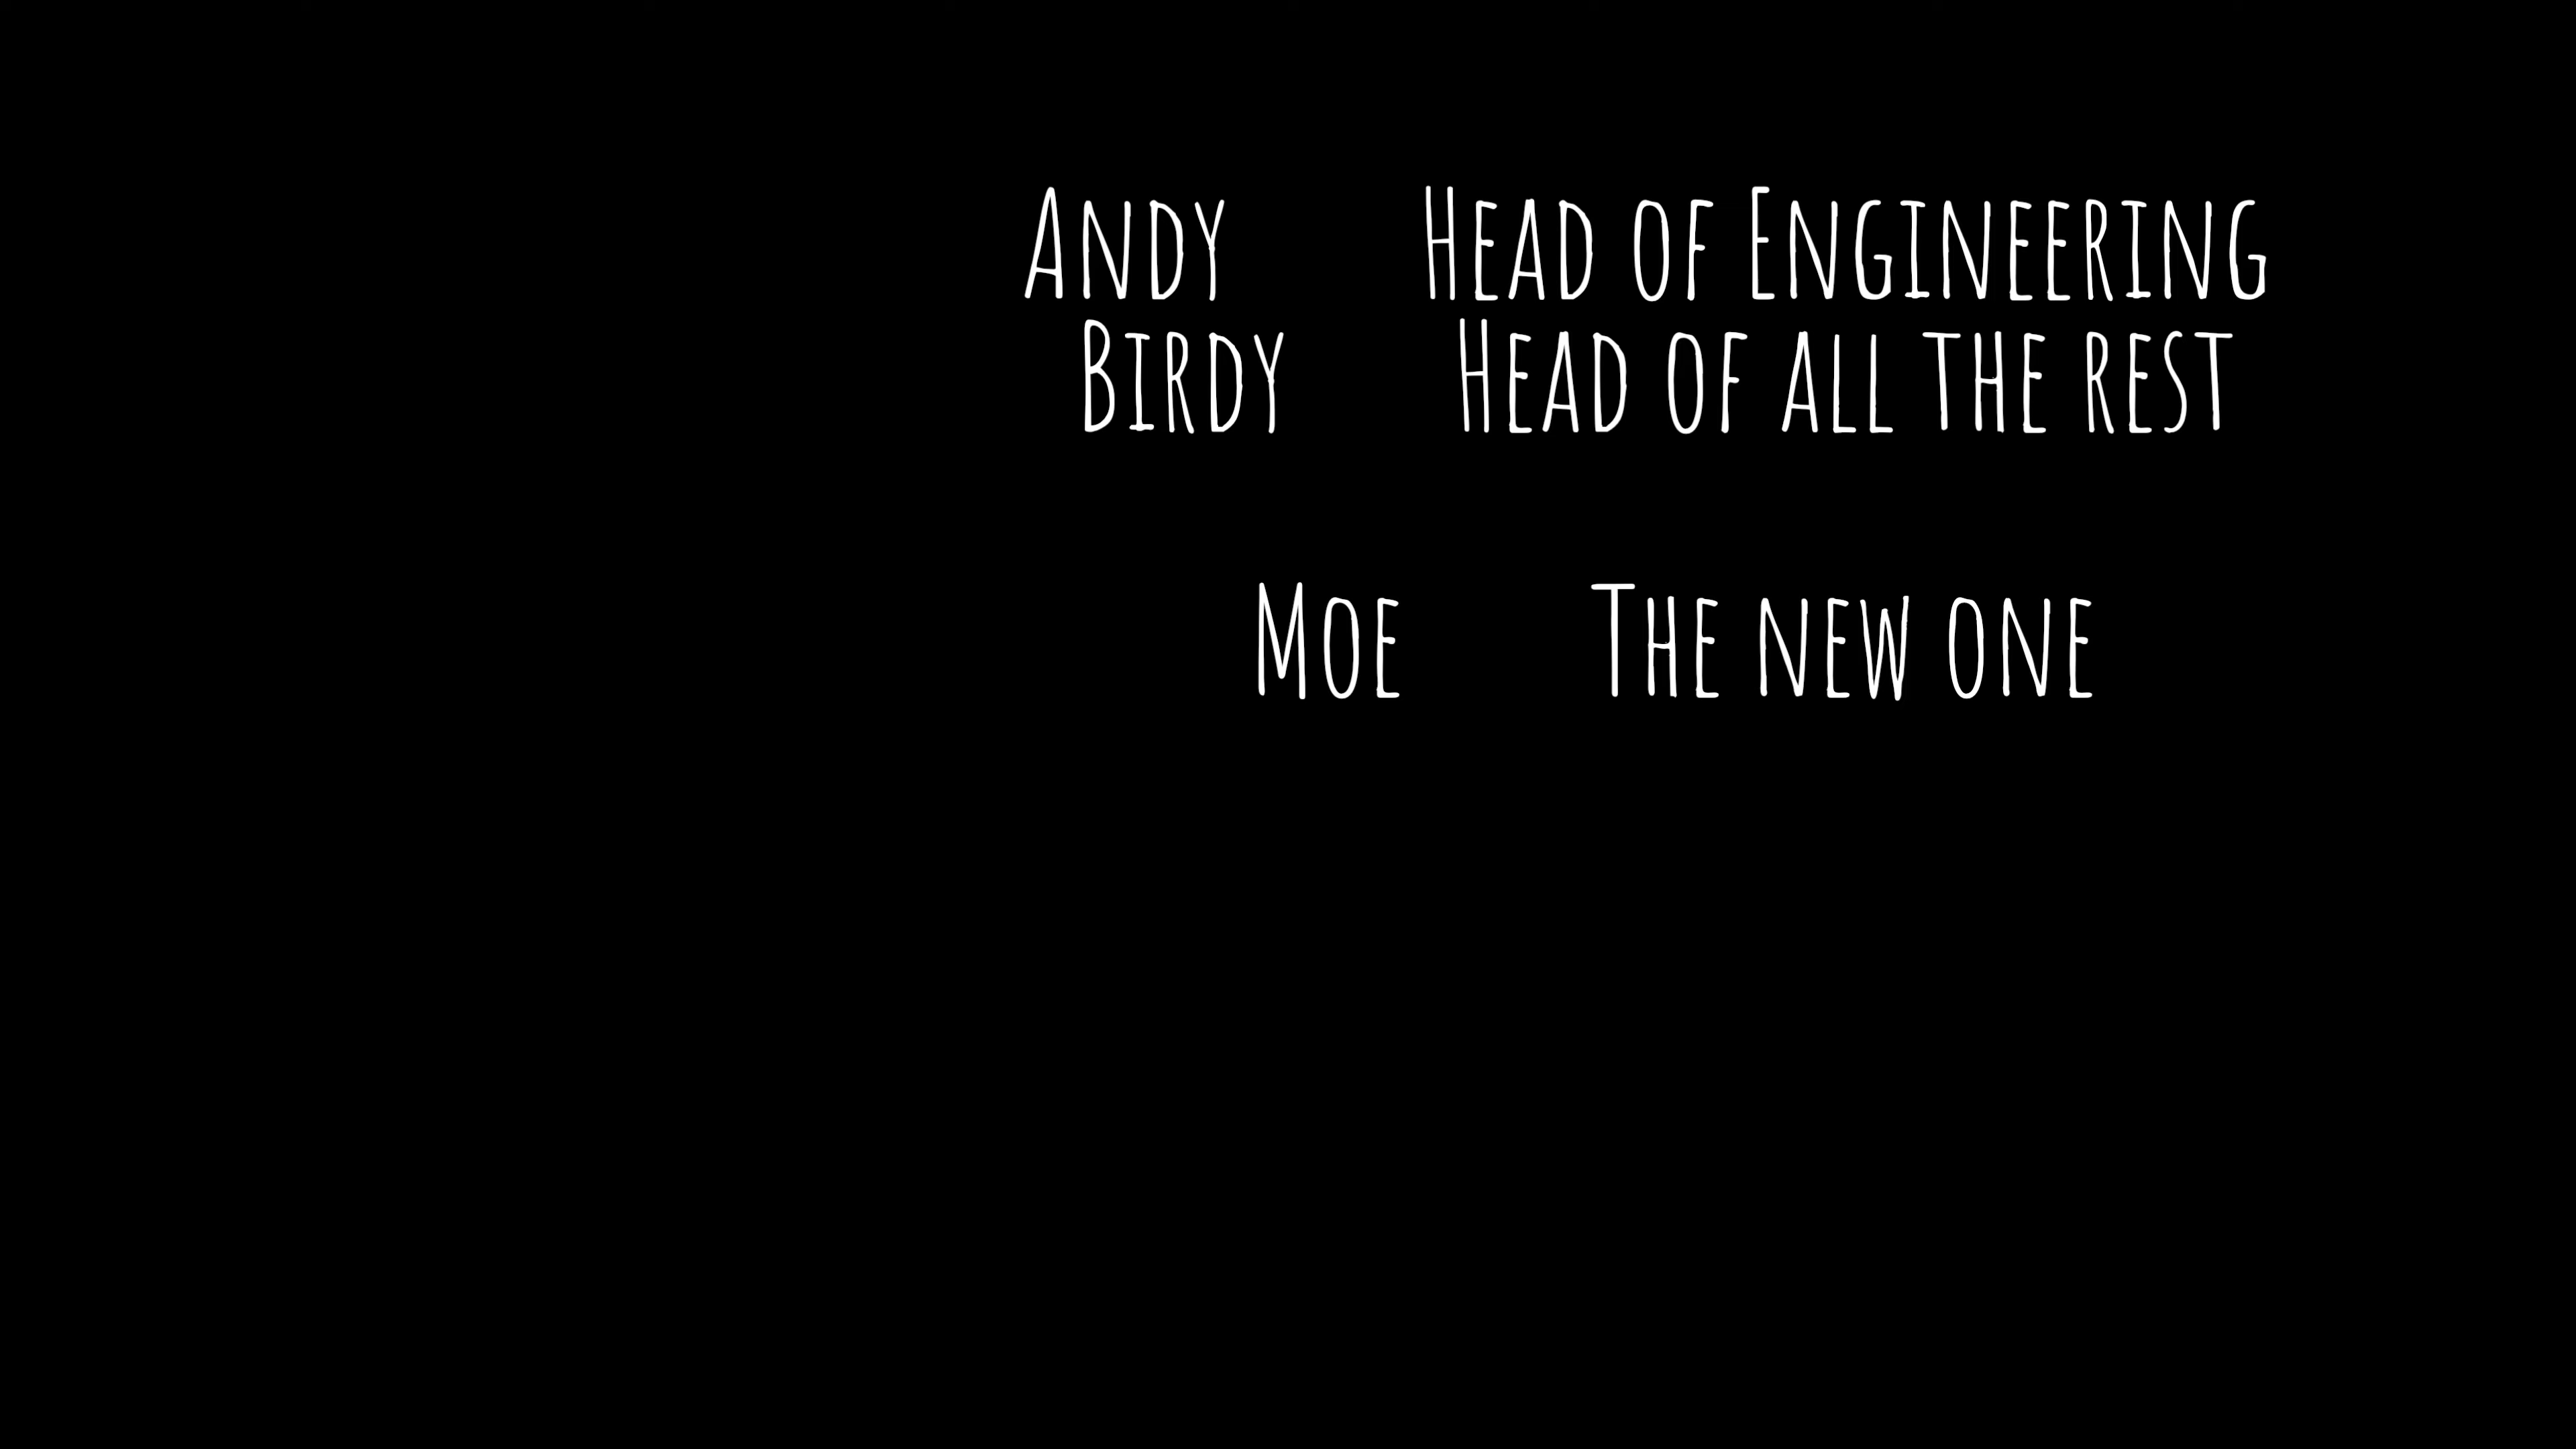 Andy Head of Engineering
Birdy Head of all the rest
Moe The new one